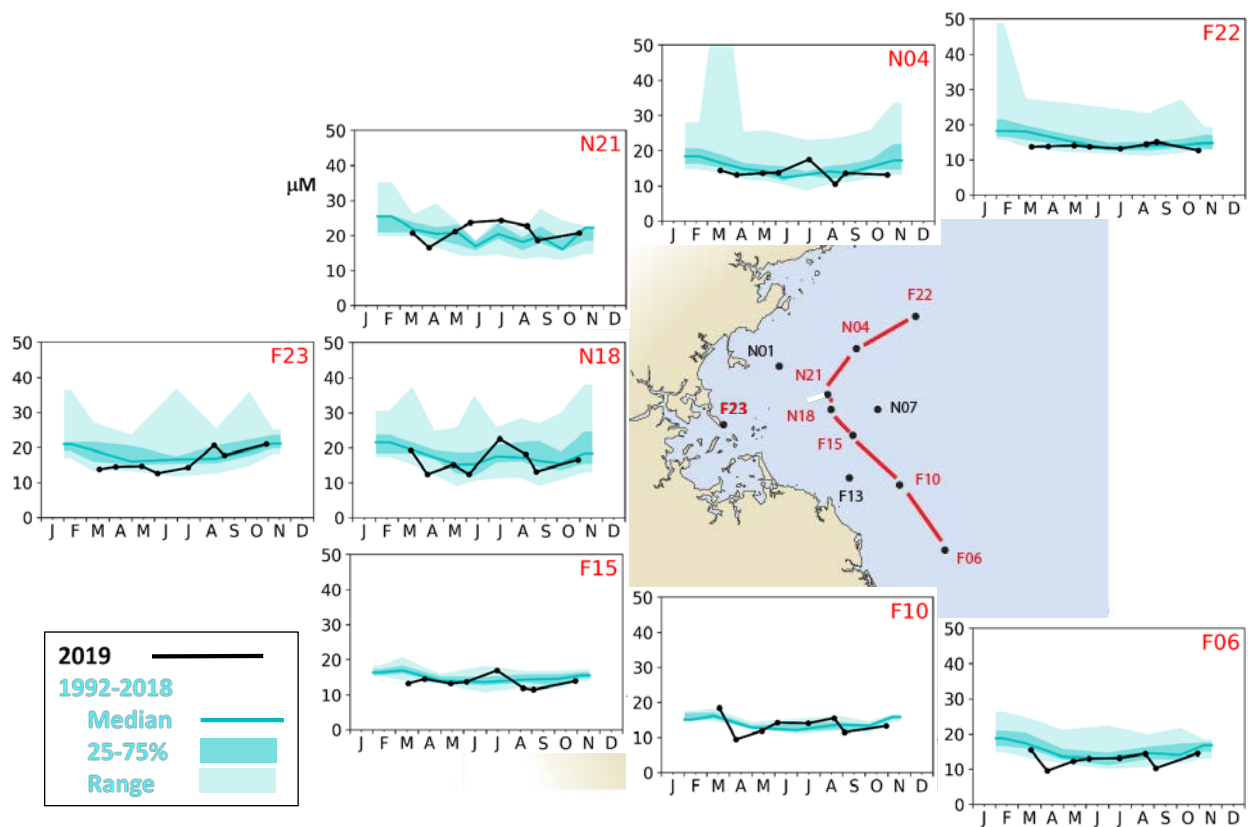 N04
50
40
30
20
10
0
J F M A M J J A S O N D
F22
50
40
30
20
10
0
J F M A M J J A S O N D
N21
μM
50
40
30
20
10
0
J F M A M J J A S O N D
F23
50
40
30
20
10
0
J F M A M J J A S O N D
N18
50
40
30
20
10
0
J F M A M J J A S O N D
F22
N04
N01
N21
F23
N18
N07
F15
F13
F10
F06
F15
50
40
30
20
10
0
J F M A M J J A S O N D
F10
50
40
30
20
10
0
J F M A M J J A S O N D
F06
50
40
30
20
10
0
J F M A M J J A S O N D
2019
1992-2018
Median
25-75%
Range